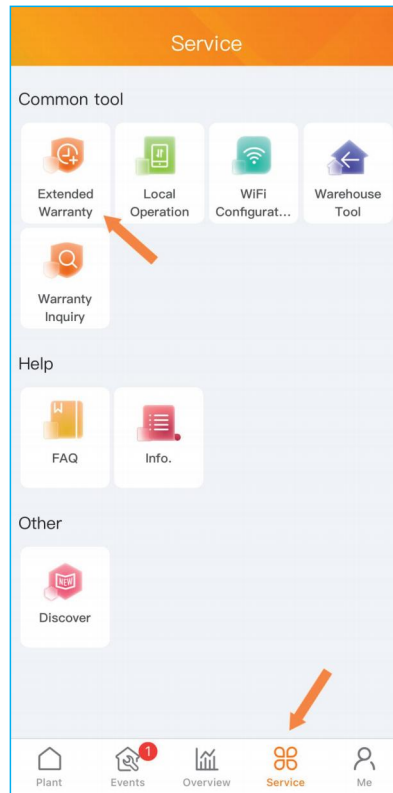 Service
Common tool
Extended
Warranty
Local
Operation
WiFi
Configurat...
Warehouse
Tool
Warranty
Inquiry
Help
FAQ
Info.
Other
NEW
Discover
1
Plant
Events
Overview
Service
Me